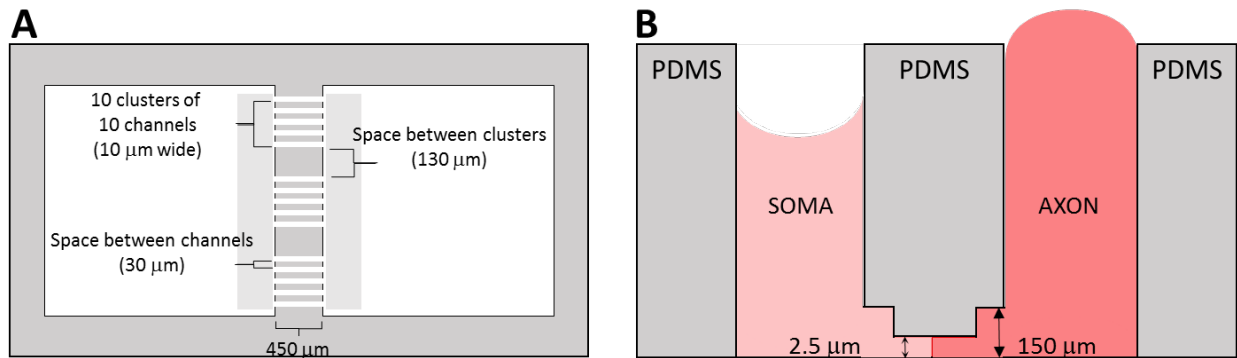 A
10 clusters of
10 channels
(10 μm wide)
Space between clusters
(130 μm)
Space between channels
(30 μm)
450 μm
B
PDMS
PDMS
PDMS
SOMA
AXON
2.5 μm
150 μm